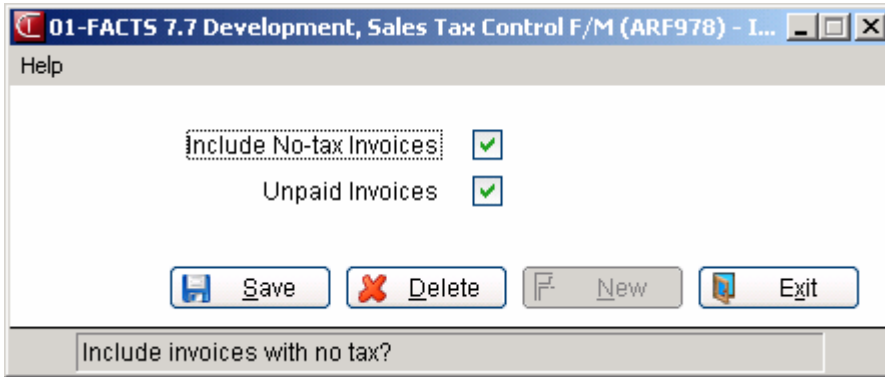 01-FACTS 7.7 Development, Sales Tax Control F/M (ARF978) - I...
Help
Include No-tax Invoices
Unpaid Invoices
Save Delete New Exit
Include invoices with no tax?